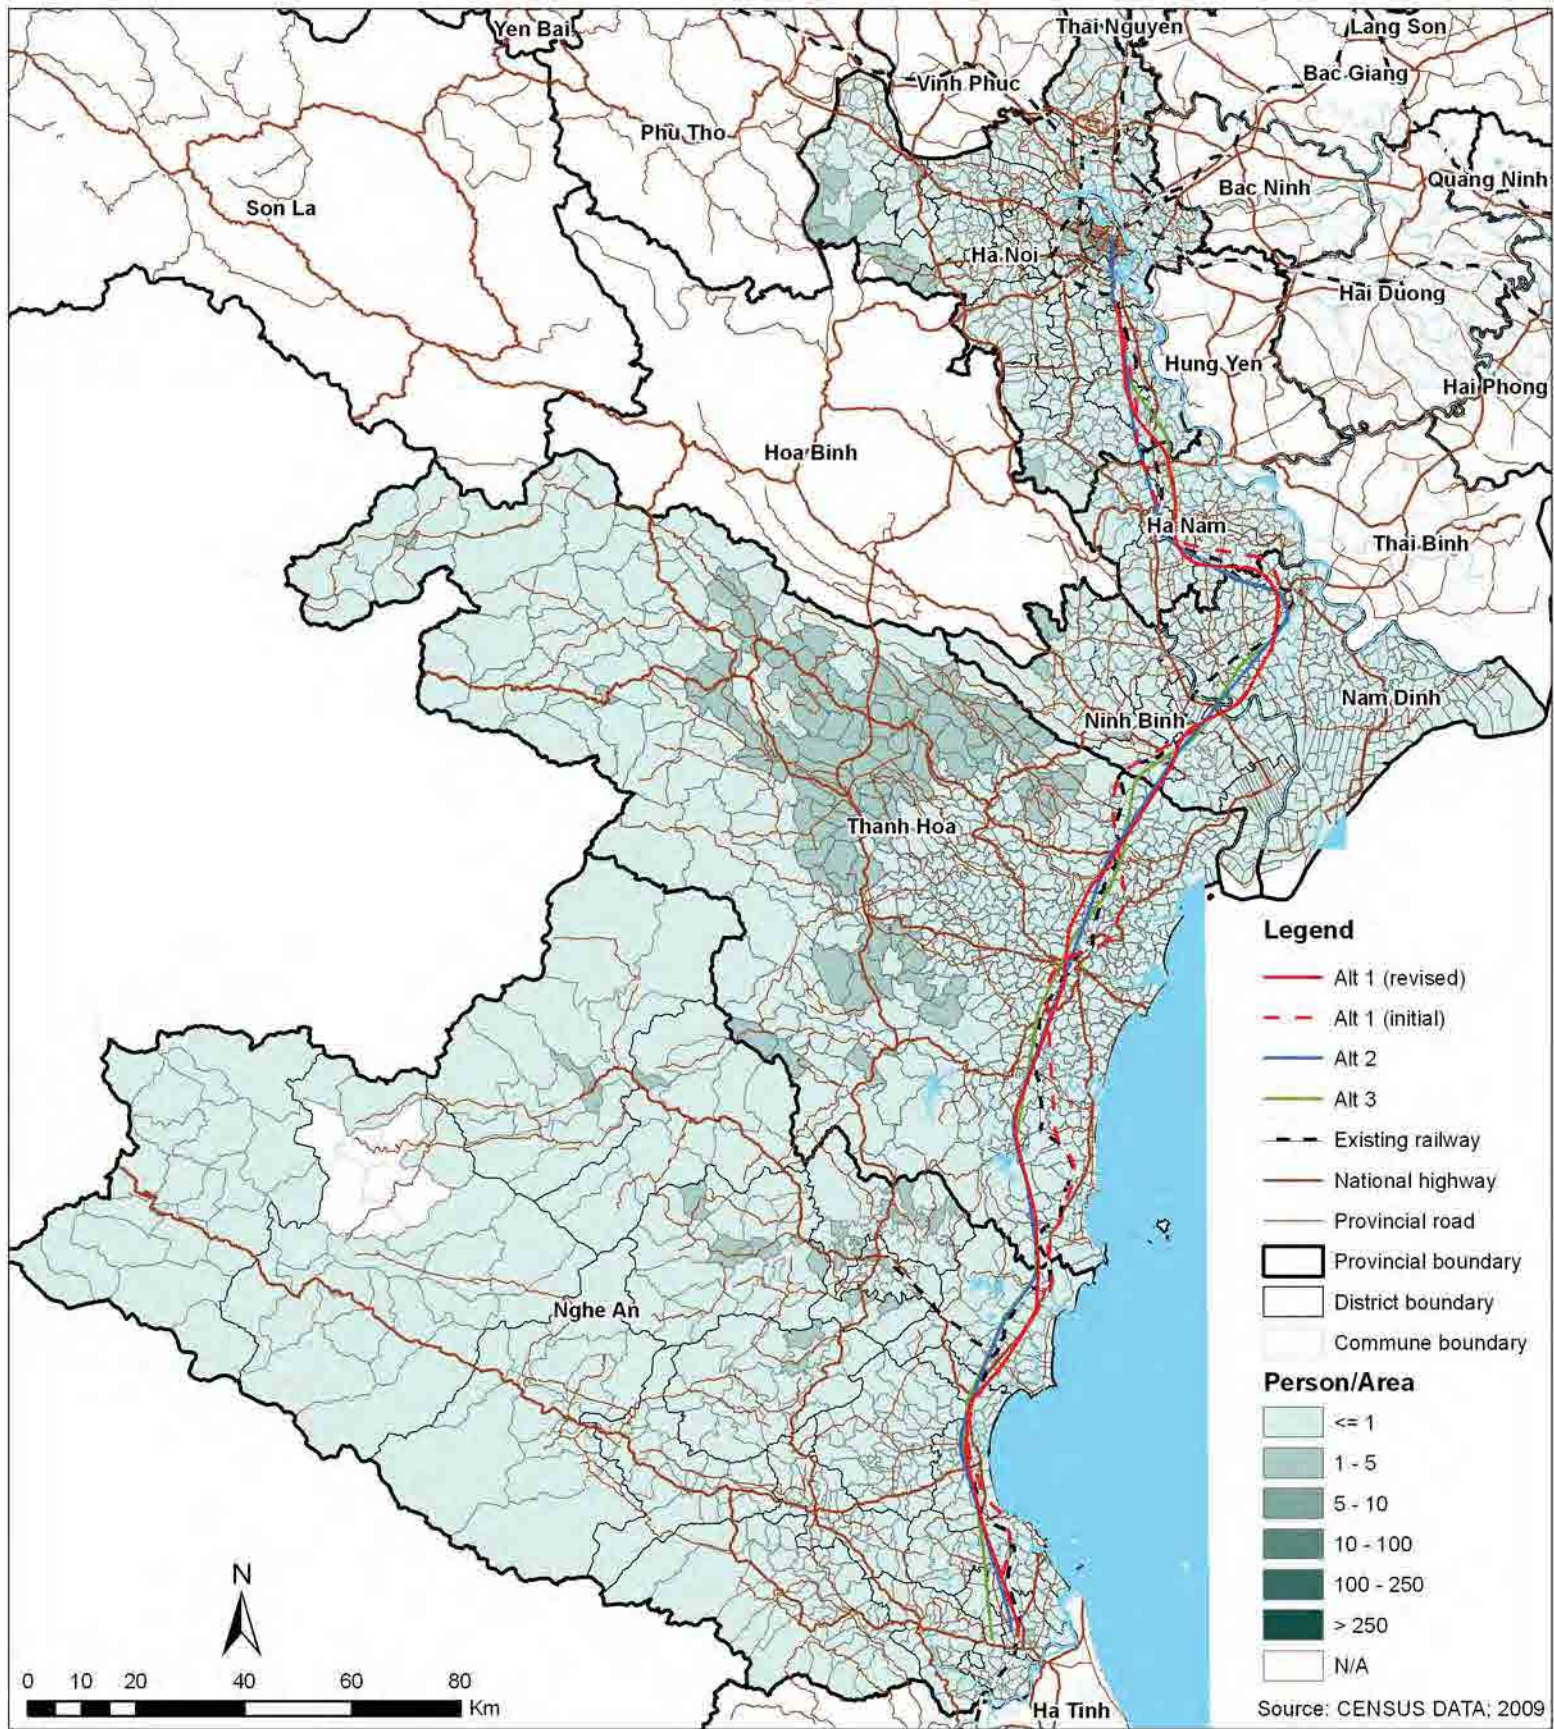 Yen Bai
Thai Nguyen
Lang Son
Bac Giang
Vinh Phuc
Phu Tho
Quang Ninh
Bac Ninh
Son La
Ha Noi
Hai Duong
Hung Yen
Hai Phong
Hoa Binh
Ha Nam
Thai Binh
Nam Dinh
Ninh Binh
Thanh Hoa
Nghe An
Ha Tinh
Legend
Alt 1 (revised)
Alt 1 (initial)
Alt 2
Alt 3
Existing railway
National highway
Provincial road
Provincial boundary
District boundary
Commune boundary
Person/Area
<= 1
1 - 5
5 - 10
10 - 100
100 - 250
> 250
N/A
Source: CENSUS DATA; 2009
N
0 10 20 40 60 80
Km